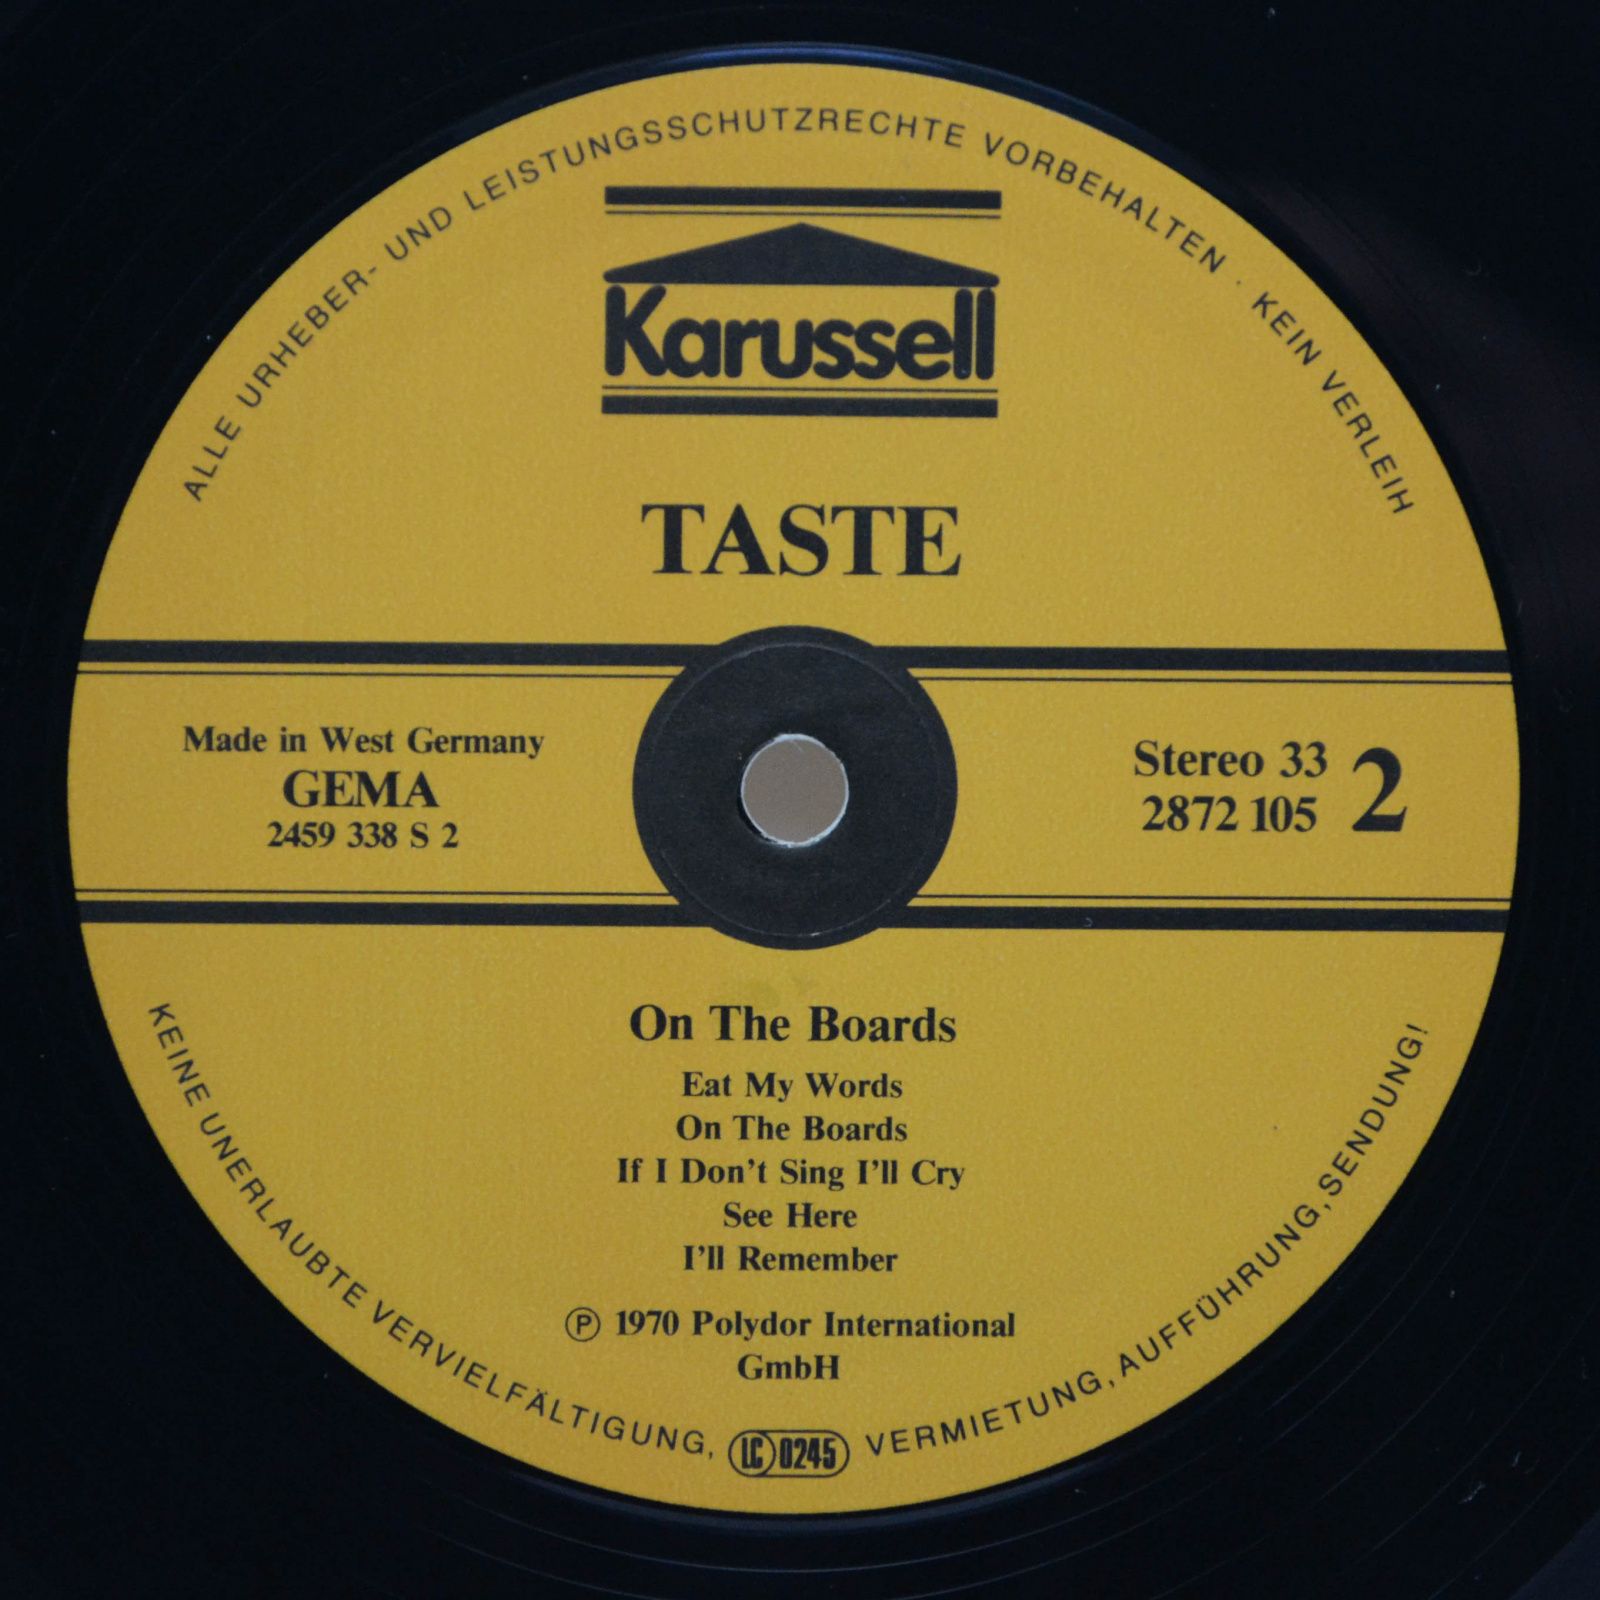 ALLE URHEBER- UND LEISTUNGSSCHUTZRECHTE VORBEHALTEN · KEIN VERLEIH
Karussell
TASTE
Made in West Germany
GEMA
2459 338 S 2
Stereo 33
2872 105
2
On The Boards
Eat My Words
On The Boards
If I Don't Sing I'll Cry
See Here
I'll Remember
Ⓟ 1970 Polydor International
GmbH
KEINE UNERLAUBTE VERVIELFÄLTIGUNG, VERMIETUNG, AUFFÜHRUNG, SENDUNG!
LC 0245